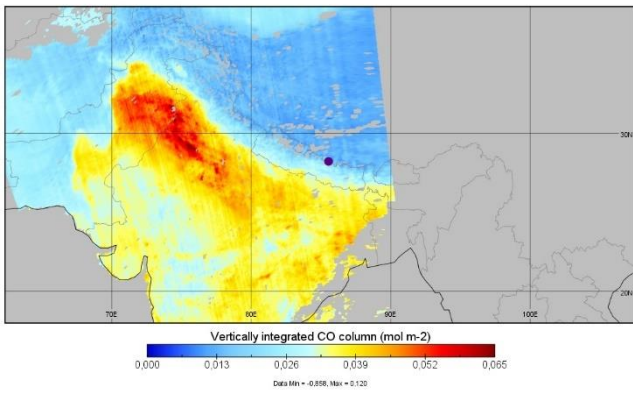 30N
20N
70E 80E 90E 100E
Vertically integrated CO column (mol m-2)
0,000 0,013 0,026 0,039 0,052 0,065
Data Min = -0,858, Max = 0,120